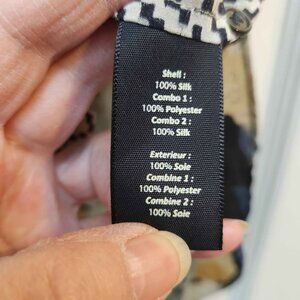 Shell :
100% Silk
Combo 1 :
100% Polyester
Combo 2 :
100% Silk
Exterieur :
100% Soie
Combine 1 :
100% Polyester
Combine 2 :
100% Soie